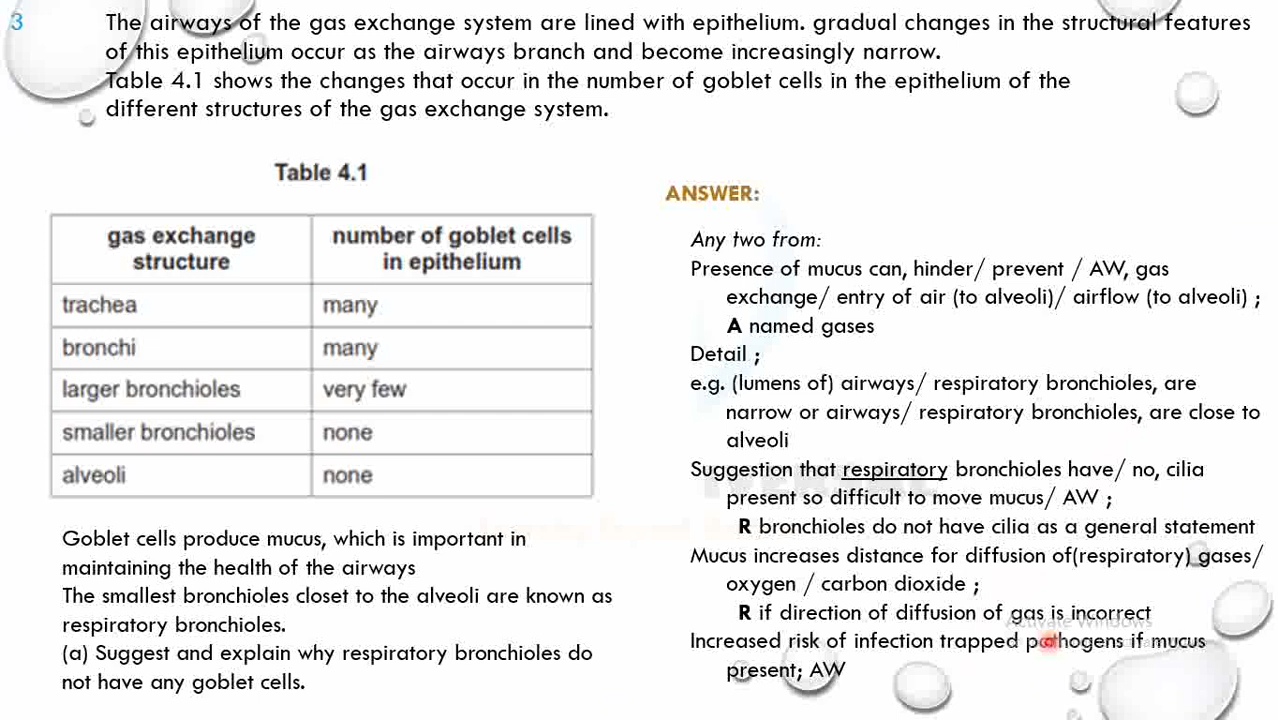 3
The airways of the gas exchange system are lined with epithelium. gradual changes in the structural features
of this epithelium occur as the airways branch and become increasingly narrow.
Table 4.1 shows the changes that occur in the number of goblet cells in the epithelium of the
different structures of the gas exchange system.
Table 4.1
gas exchange structure number of goblet cells in epithelium
trachea many
bronchi many
larger bronchioles very few
smaller bronchioles none
alveoli none
Goblet cells produce mucus, which is important in
maintaining the health of the airways
The smallest bronchioles closet to the alveoli are known as
respiratory bronchioles.
(a) Suggest and explain why respiratory bronchioles do
not have any goblet cells.
ANSWER:
Any two from:
Presence of mucus can, hinder/ prevent / AW, gas
exchange/ entry of air (to alveoli)/ airflow (to alveoli) ;
A named gases
Detail ;
e.g. (lumens of) airways/ respiratory bronchioles, are
narrow or airways/ respiratory bronchioles, are close to
alveoli
Suggestion that respiratory bronchioles have/ no, cilia
present so difficult to move mucus/ AW ;
R bronchioles do not have cilia as a general statement
Mucus increases distance for diffusion of(respiratory) gases/
oxygen / carbon dioxide ;
R if direction of diffusion of gas is incorrect
Increased risk of infection trapped pathogens if mucus
present; AW
Activate Windows